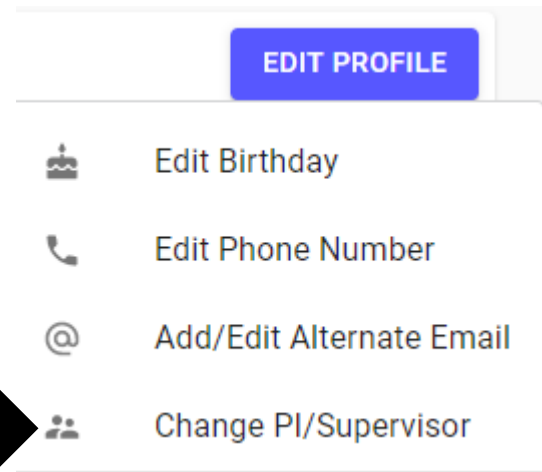 EDIT PROFILE
Edit Birthday
Edit Phone Number
Add/Edit Alternate Email
Change PI/Supervisor